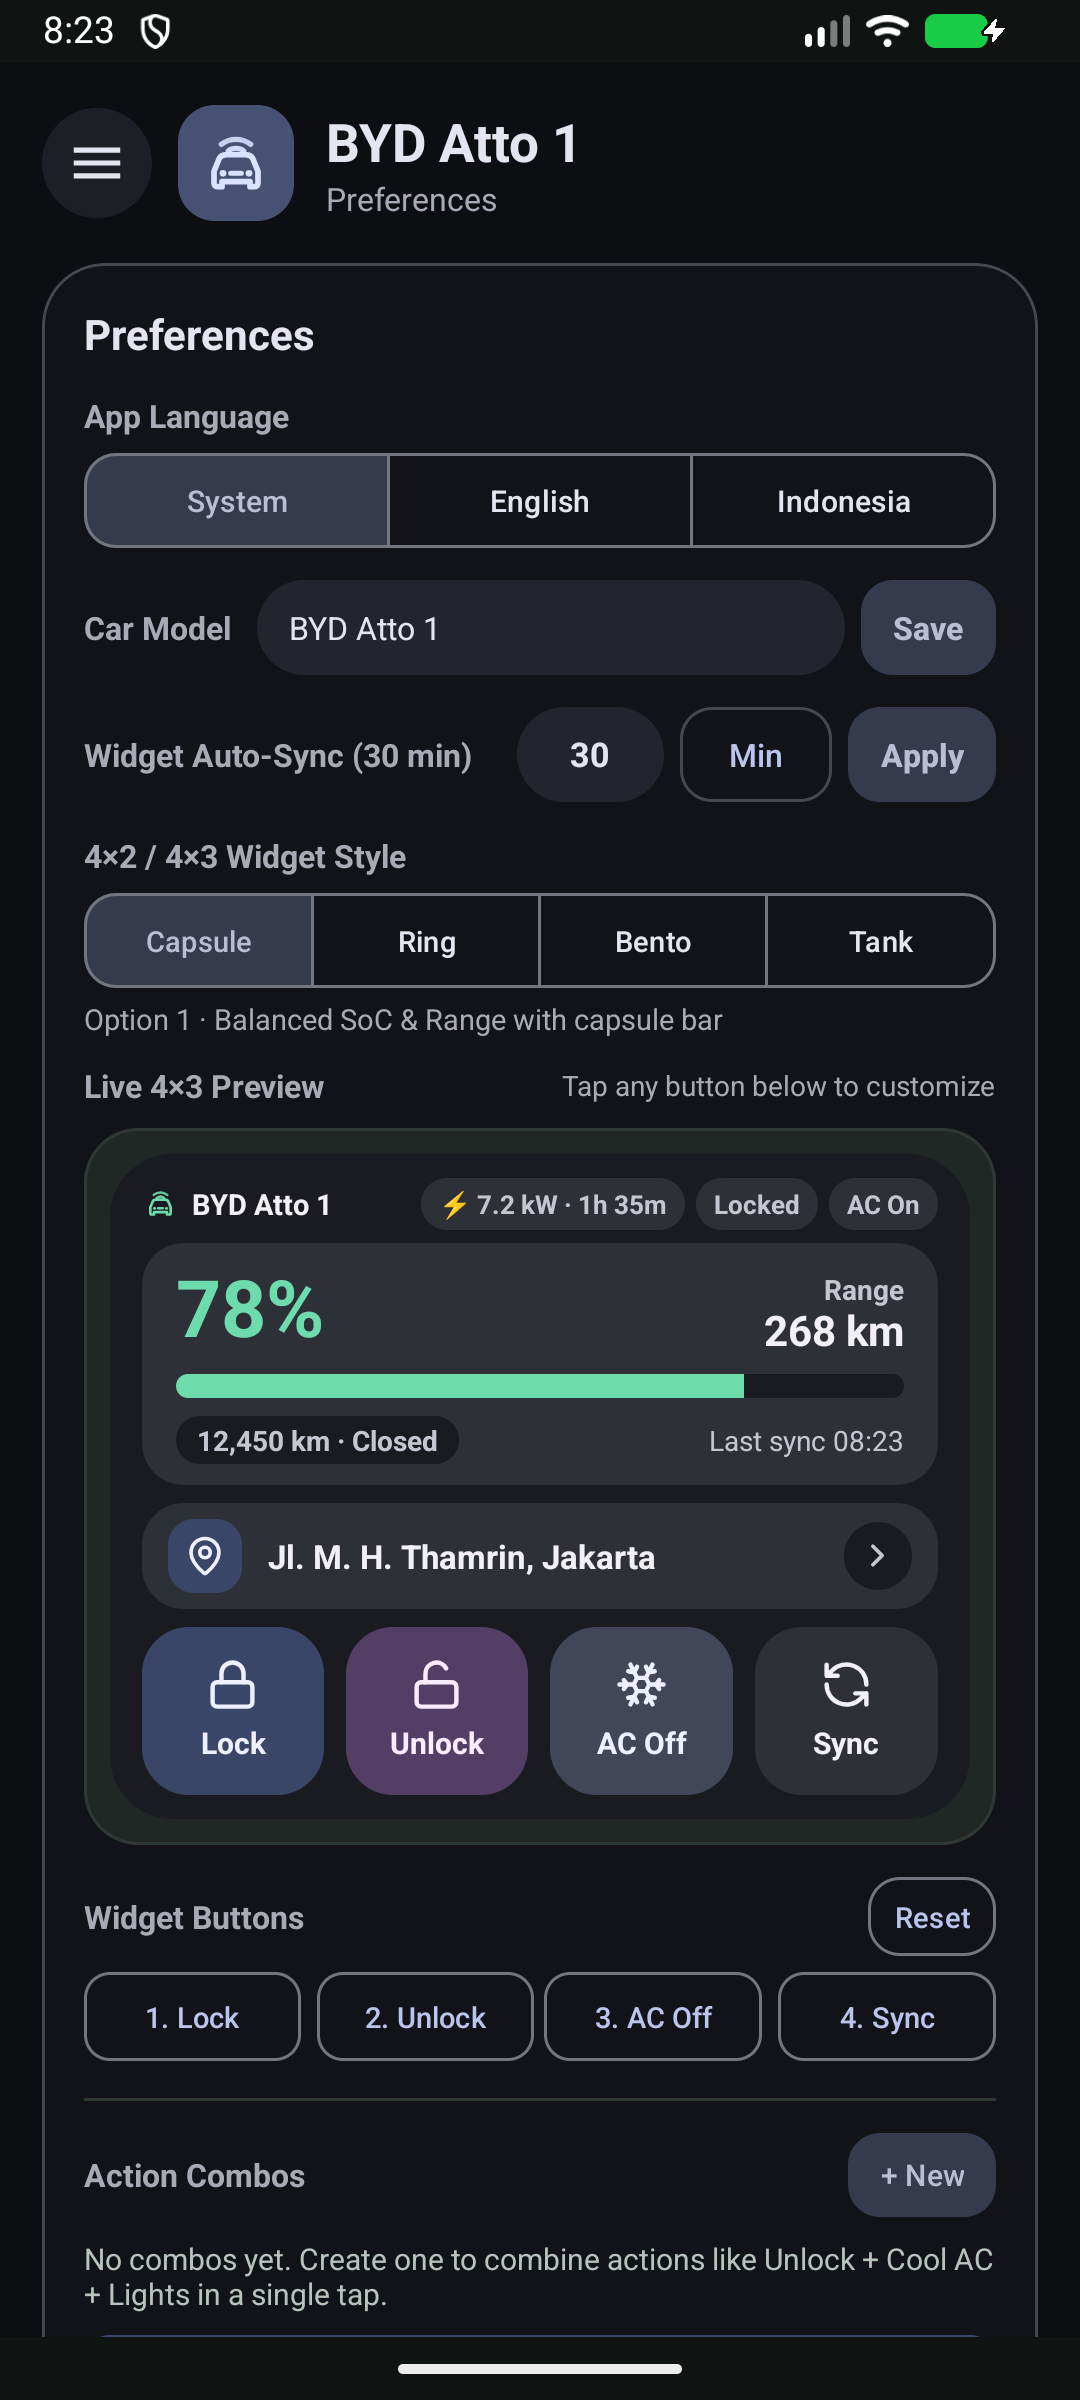 8:23
BYD Atto 1
Preferences
Preferences
App Language
System English Indonesia
Car Model BYD Atto 1 Save
Widget Auto-Sync (30 min) 30 Min Apply
4×2 / 4×3 Widget Style
Capsule Ring Bento Tank
Option 1 · Balanced SoC & Range with capsule bar
Live 4×3 Preview Tap any button below to customize
BYD Atto 1 ⚡ 7.2 kW · 1h 35m Locked AC On
78% Range
268 km
12,450 km · Closed Last sync 08:23
Jl. M. H. Thamrin, Jakarta
Lock Unlock AC Off Sync
Widget Buttons Reset
1. Lock 2. Unlock 3. AC Off 4. Sync
Action Combos + New
No combos yet. Create one to combine actions like Unlock + Cool AC
+ Lights in a single tap.